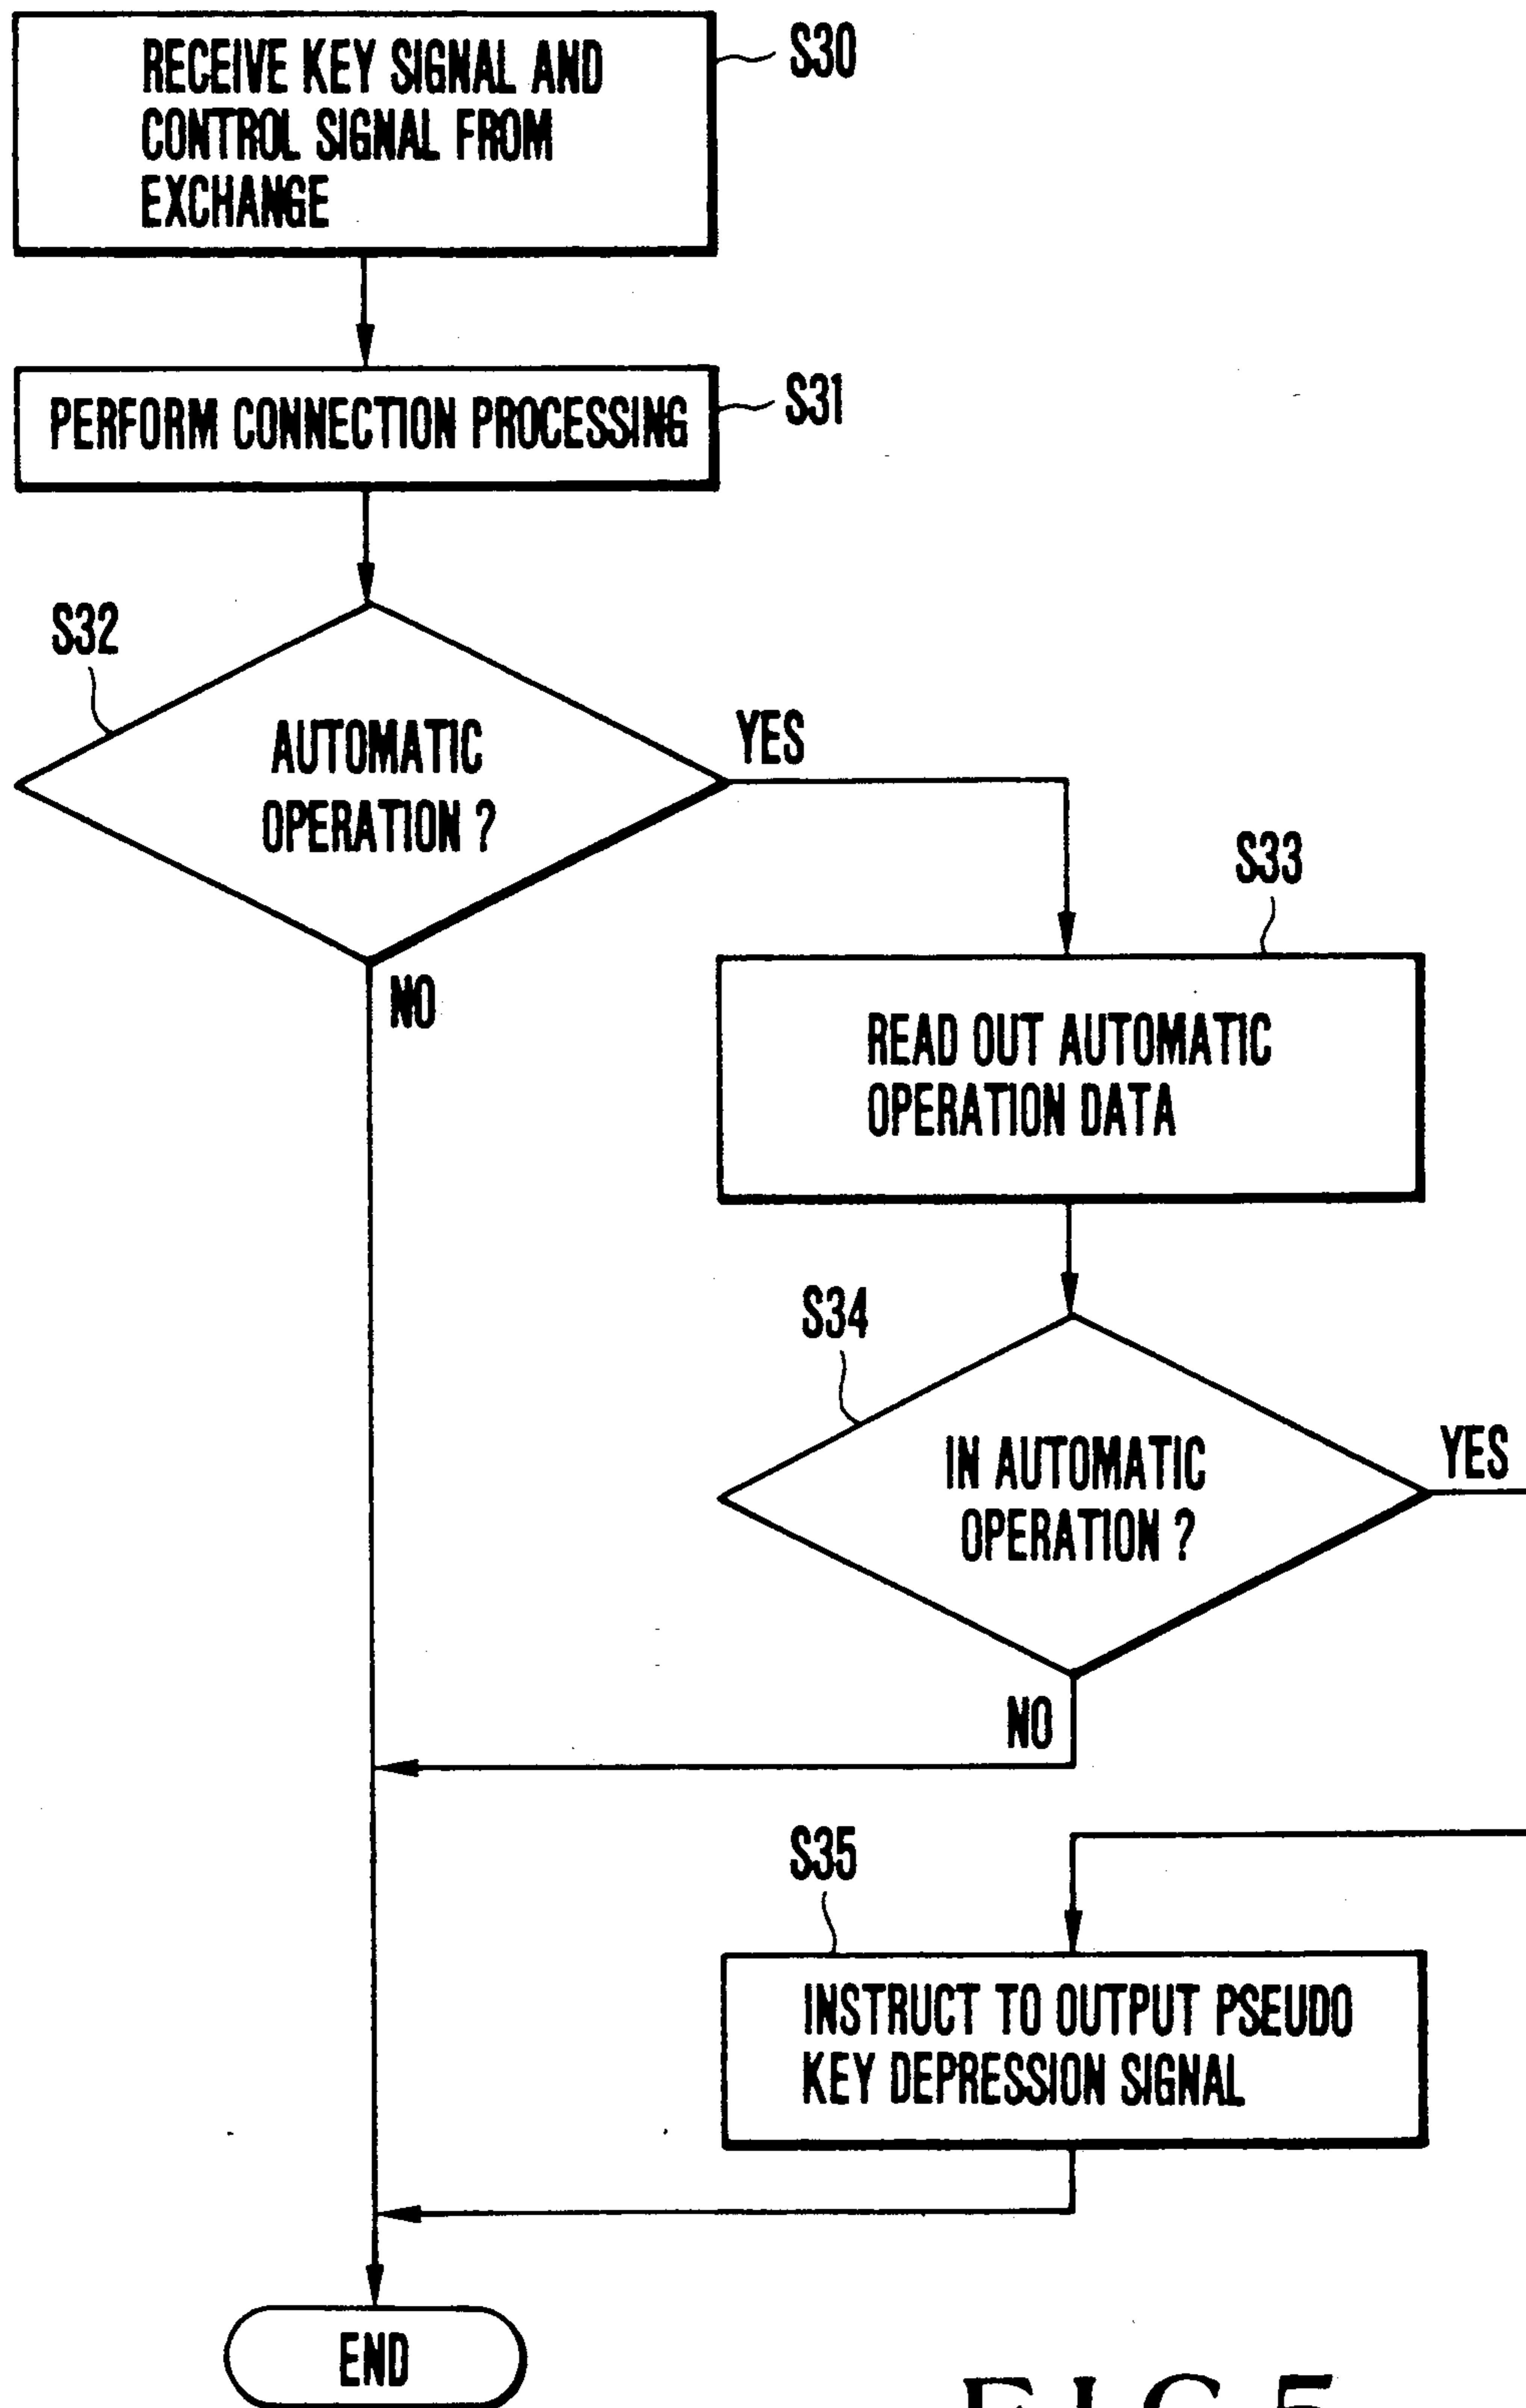 RECEIVE KEY SIGNAL AND
CONTROL SIGNAL FROM
EXCHANGE
S30
PERFORM CONNECTION PROCESSING
S31
S32
AUTOMATIC
OPERATION ?
YES
NO
S33
READ OUT AUTOMATIC
OPERATION DATA
S34
IN AUTOMATIC
OPERATION ?
YES
NO
S35
INSTRUCT TO OUTPUT PSEUDO
KEY DEPRESSION SIGNAL
END
FIG.5